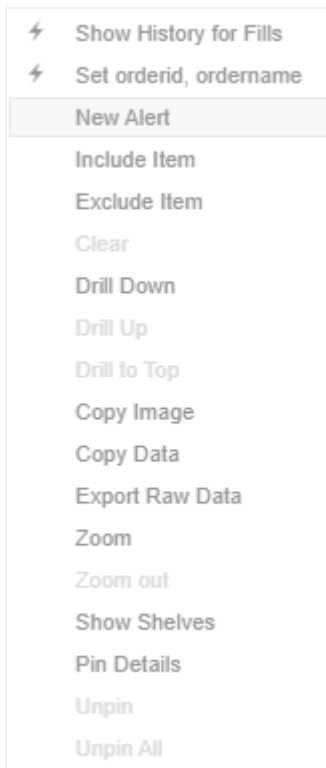 Show History for Fills
Set orderid, ordername
New Alert
Include Item
Exclude Item
Clear
Drill Down
Drill Up
Drill to Top
Copy Image
Copy Data
Export Raw Data
Zoom
Zoom out
Show Shelves
Pin Details
Unpin
Unpin All